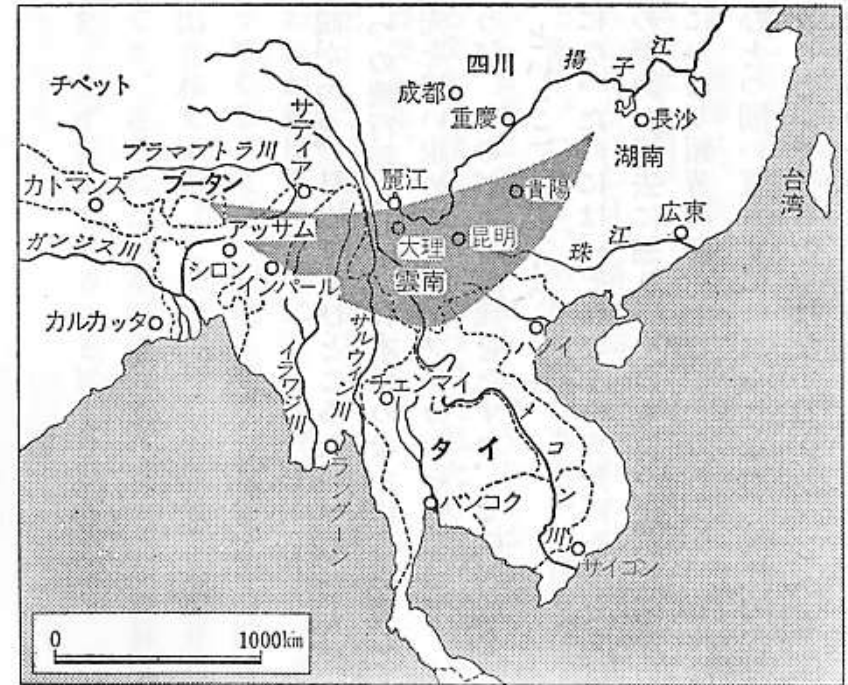 四川
揚子江
成都
重慶
長沙
湖南
チベット
サディア
ブラマプトラ川
カトマンズ
ブータン
麗江
貴陽
台湾
アッサム
大理
昆明
珠江
広東
ガンジス川
シロン
インパール
雲南
カルカッタ
ハノイ
イラワジ川
サルウィン川
チェンマイ
タイ
メコン川
ラングーン
バンコク
サイゴン
0 1000km